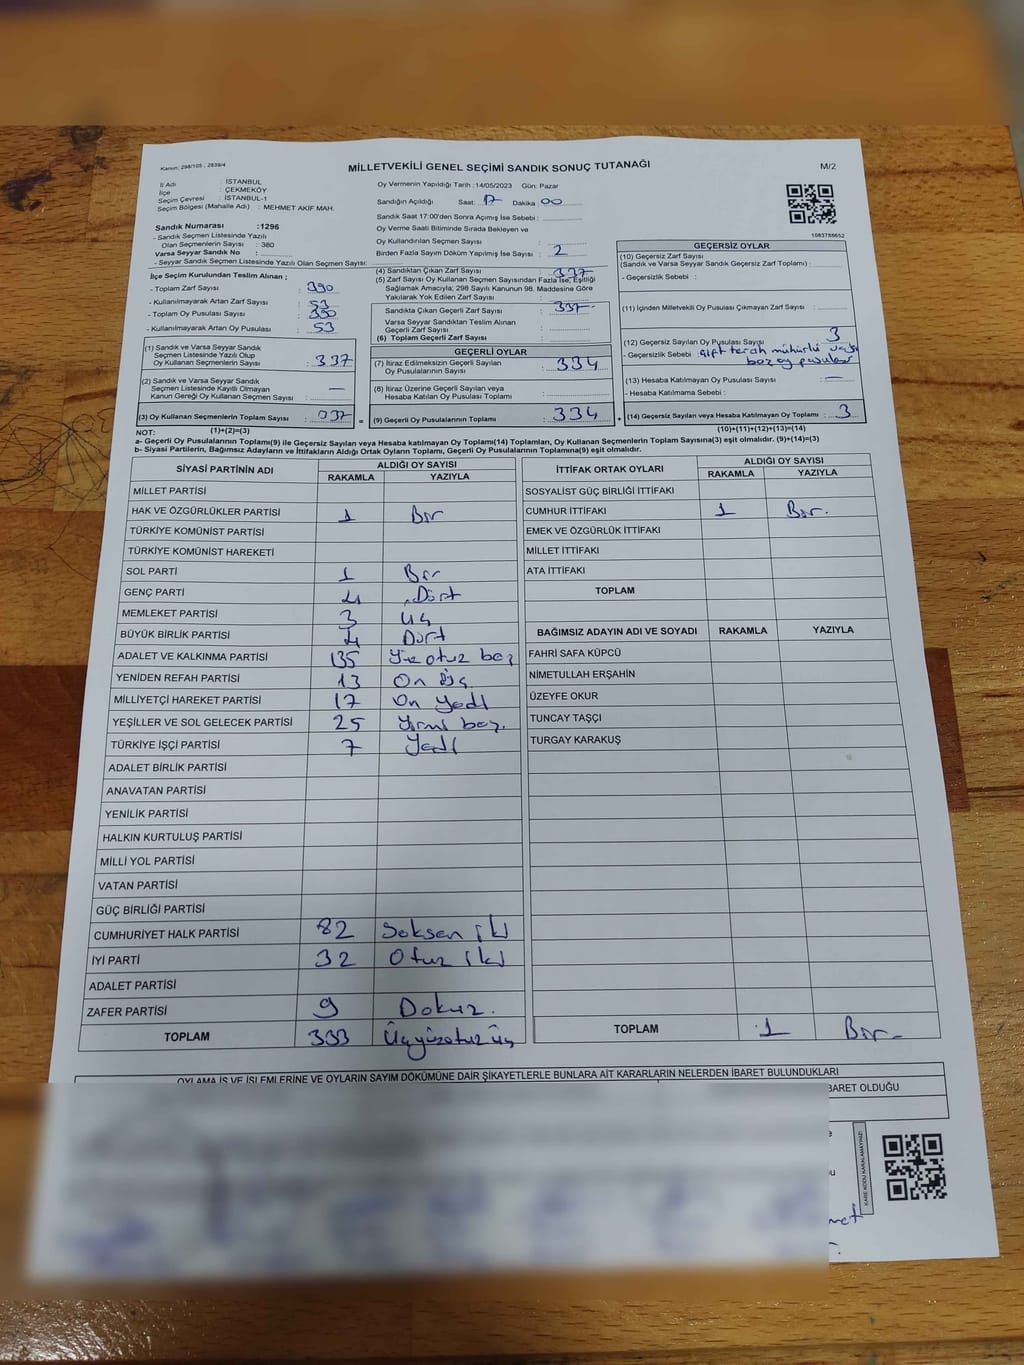 Kanun: 298/105 , 2839/4
MİLLETVEKİLİ GENEL SEÇİMİ SANDIK SONUÇ TUTANAĞI
M/2
İl Adı : İSTANBUL
İlçe : ÇEKMEKÖY
Seçim Çevresi : İSTANBUL-1
Seçim Bölgesi (Mahalle Adı) : MEHMET AKİF MAH.
Sandık Numarası :1296
- Sandık Seçmen Listesinde Yazılı
Olan Seçmenlerin Sayısı : 380
Varsa Seyyar Sandık No :
- Seyyar Sandık Seçmen Listesinde Yazılı Olan Seçmen Sayısı:
Oy Vermenin Yapıldığı Tarih :14/05/2023 Gün: Pazar
Sandığın Açıldığı Saat: 17 Dakika 00
Sandık Saat 17:00'den Sonra Açımış İse Sebebi :
Oy Verme Saati Bitiminde Sırada Bekleyen ve
Oy Kullandırılan Seçmen Sayısı :
Birden Fazla Sayım Döküm Yapılmış İse Sayısı : 2
1083786652
İlçe Seçim Kurulundan Teslim Alınan ;
- Toplam Zarf Sayısı : 390
- Kullanılmayarak Artan Zarf Sayısı : 53
- Toplam Oy Pusulası Sayısı : 390
- Kullanılmayarak Artan Oy Pusulası : 53
(1) Sandık ve Varsa Seyyar Sandık
Seçmen Listesinde Yazılı Olup
Oy Kullanan Seçmenlerin Sayısı : 337
(2) Sandık ve Varsa Seyyar Sandık
Seçmen Listesinde Kayıtlı Olmayan
Kanun Gereği Oy Kullanan Seçmen Sayısı : —
(3) Oy Kullanan Seçmenlerin Toplam Sayısı : 337
(1)+(2)=(3)
(4) Sandıktan Çıkan Zarf Sayısı : 337
(5) Zarf Sayısı Oy Kullanan Seçmen Sayısından Fazla İse, Eşitliği
Sağlamak Amacıyla; 298 Sayılı Kanunun 98. Maddesine Göre
Yakılarak Yok Edilen Zarf Sayısı :
Sandıkta Çıkan Geçerli Zarf Sayısı : 337
Varsa Seyyar Sandıktan Teslim Alınan
Geçerli Zarf Sayısı :
(6) Toplam Geçerli Zarf Sayısı :
GEÇERLİ OYLAR
(7) İtiraz Edilmeksizin Geçerli Sayılan
Oy Pusulalarının Sayısı : 334
(8) İtiraz Üzerine Geçerli Sayılan veya
Hesaba Katılan Oy Pusulası Toplamı :
= (9) Geçerli Oy Pusulalarının Toplamı : 334
GEÇERSİZ OYLAR
(10) Geçersiz Zarf Sayısı
(Sandık ve Varsa Seyyar Sandık Geçersiz Zarf Toplamı) :
- Geçersizlik Sebebi :
(11) İçinden Milletvekili Oy Pusulası Çıkmayan Zarf Sayısı :
(12) Geçersiz Sayılan Oy Pusulası Sayısı : 3
- Geçersizlik Sebebi : çift tercih mühürlü veya
boş oy pusulası
(13) Hesaba Katılmayan Oy Pusulası Sayısı : —
- Hesaba Katılmama Sebebi :
+ (14) Geçersiz Sayılan veya Hesaba Katılmayan Oy Toplamı : 3
(10)+(11)+(12)+(13)=(14)
NOT:
a- Geçerli Oy Pusulalarının Toplamı(9) ile Geçersiz Sayılan veya Hesaba katılmayan Oy Toplamı(14) Toplamları, Oy Kullanan Seçmenlerin Toplam Sayısına(3) eşit olmalıdır. (9)+(14)=(3)
b- Siyasi Partilerin, Bağımsız Adayların ve İttifakların Aldığı Ortak Oyların Toplamı, Geçerli Oy Pusulalarının Toplamına(9) eşit olmalıdır.
SİYASİ PARTİNİN ADI ALDIĞI OY SAYISI
RAKAMLA YAZIYLA
MİLLET PARTİSİ
HAK VE ÖZGÜRLÜKLER PARTİSİ 1 Bir
TÜRKİYE KOMÜNİST PARTİSİ
TÜRKİYE KOMÜNİST HAREKETİ
SOL PARTİ 1 Bir
GENÇ PARTİ 4 Dört
MEMLEKET PARTİSİ 3 Üç
BÜYÜK BİRLİK PARTİSİ 4 Dört
ADALET VE KALKINMA PARTİSİ 135 Yüz otuz beş
YENİDEN REFAH PARTİSİ 13 On üç
MİLLİYETÇİ HAREKET PARTİSİ 17 On Yedi
YEŞİLLER VE SOL GELECEK PARTİSİ 25 Yirmi beş.
TÜRKİYE İŞÇİ PARTİSİ 7 Yedi
ADALET BİRLİK PARTİSİ
ANAVATAN PARTİSİ
YENİLİK PARTİSİ
HALKIN KURTULUŞ PARTİSİ
MİLLİ YOL PARTİSİ
VATAN PARTİSİ
GÜÇ BİRLİĞİ PARTİSİ
CUMHURİYET HALK PARTİSİ 82 Seksen iki
İYİ PARTİ 32 Otuz iki
ADALET PARTİSİ
ZAFER PARTİSİ 9 Dokuz.
TOPLAM 333 Üçyüzotuz üç
İTTİFAK ORTAK OYLARI ALDIĞI OY SAYISI
RAKAMLA YAZIYLA
SOSYALİST GÜÇ BİRLİĞİ İTTİFAKI
CUMHUR İTTİFAKI 1 Bir.
EMEK VE ÖZGÜRLÜK İTTİFAKI
MİLLET İTTİFAKI
ATA İTTİFAKI
TOPLAM
BAĞIMSIZ ADAYIN ADI VE SOYADI RAKAMLA YAZIYLA
FAHRİ SAFA KÜPCÜ
NİMETULLAH ERŞAHİN
ÜZEYFE OKUR
TUNCAY TAŞÇI
TURGAY KARAKUŞ
TOPLAM 1 Bir
OYLAMA İŞ VE İŞLEMLERİNE VE OYLARIN SAYIM DÖKÜMÜNE DAİR ŞİKAYETLERLE BUNLARA AİT KARARLARIN NELERDEN İBARET BULUNDUKLARI
BARET OLDUĞU
KARE KODU KARALAMAYINIZ!